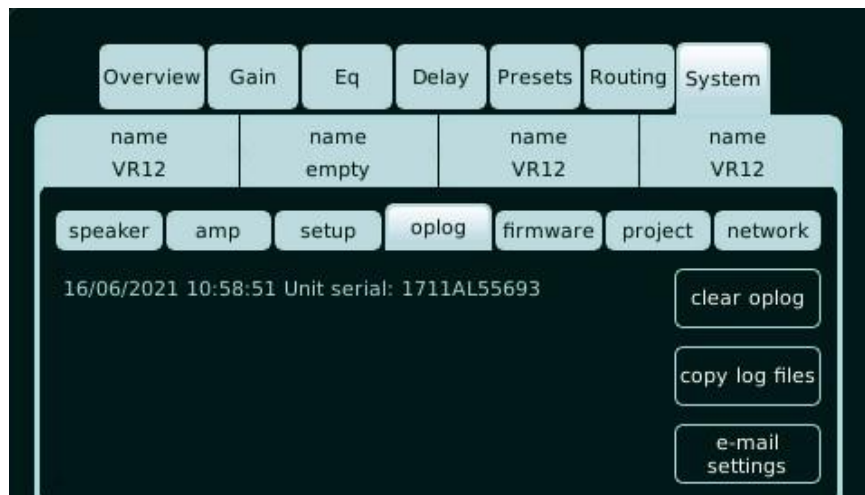 Overview Gain Eq Delay Presets Routing System
name name name name
VR12 empty VR12 VR12
speaker amp setup oplog firmware project network
16/06/2021 10:58:51 Unit serial: 1711AL55693
clear oplog
copy log files
e-mail
settings